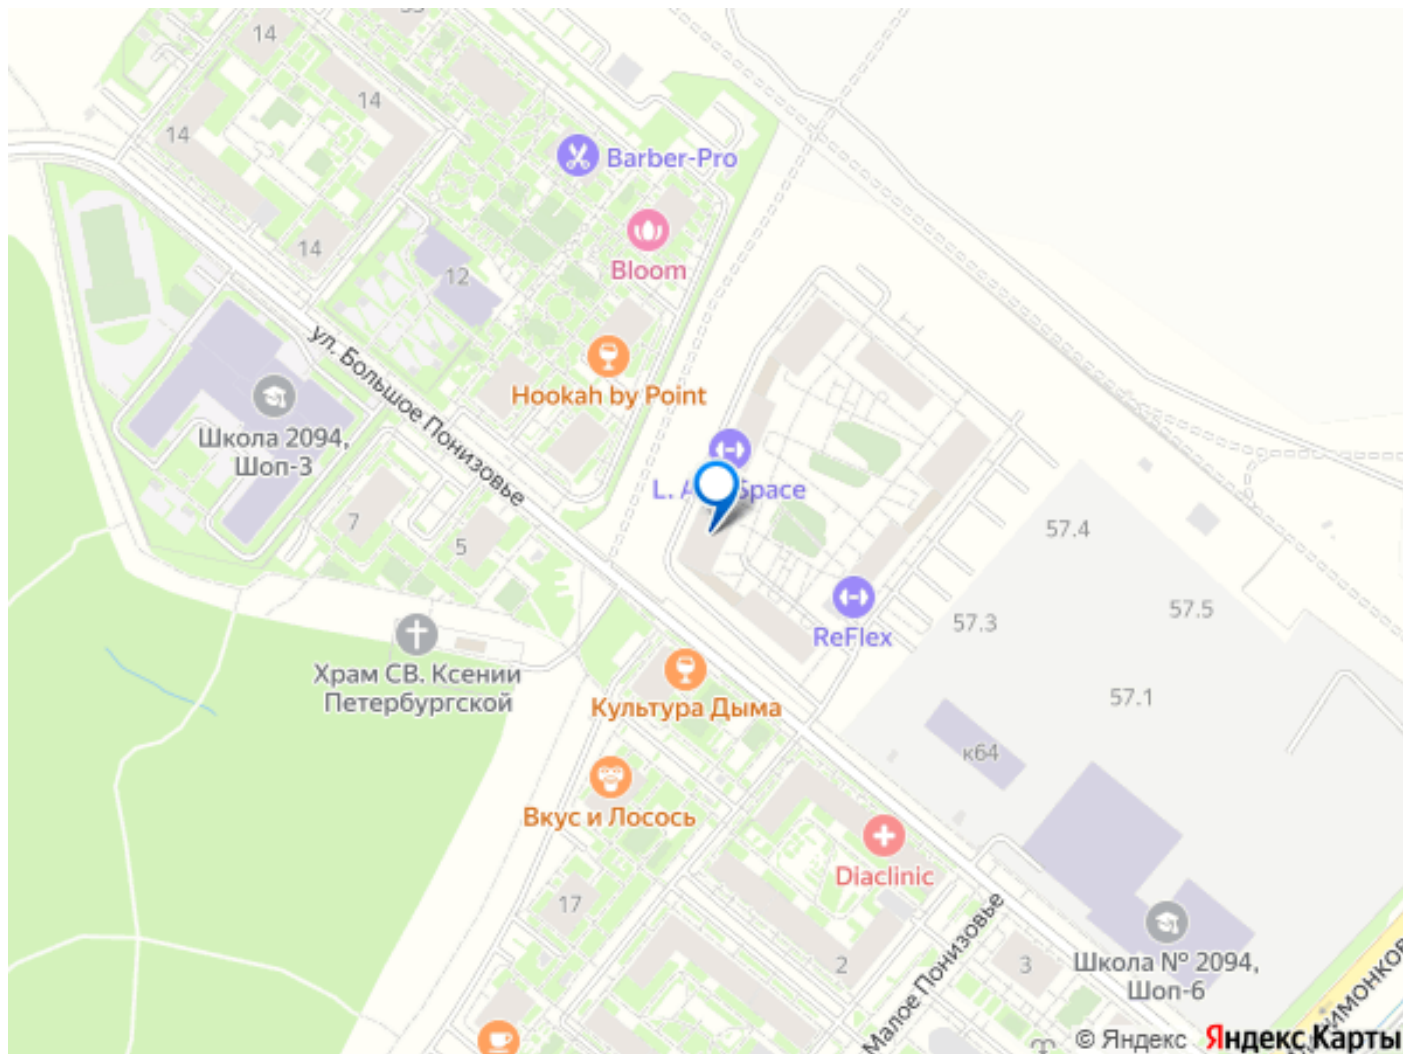 14
14
14
Barber-Pro
14
Bloom
12
Hookah by Point
ул. Большое Понизовье
Школа 2094,
Шоп-3
L. Space
7
5
57.4
57.5
57.3
ReFlex
Храм СВ. Ксении
Петербургской
57.1
Культура Дыма
к64
Вкус и Лосось
Diaclinic
17
Малое Понизовье
2
3
Школа № 2094,
Шоп-6
© Яндекс Яндекс Карты